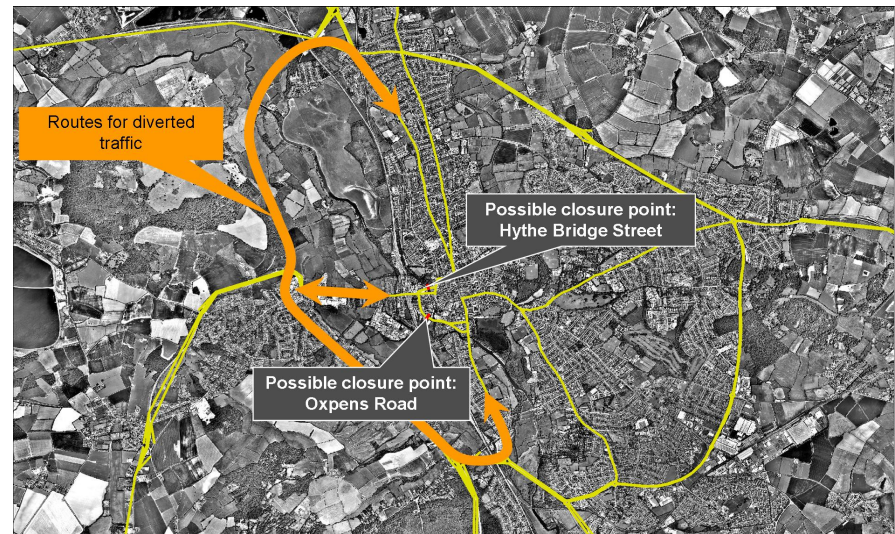 Routes for diverted
traffic
Possible closure point:
Hythe Bridge Street
Possible closure point:
Oxpens Road